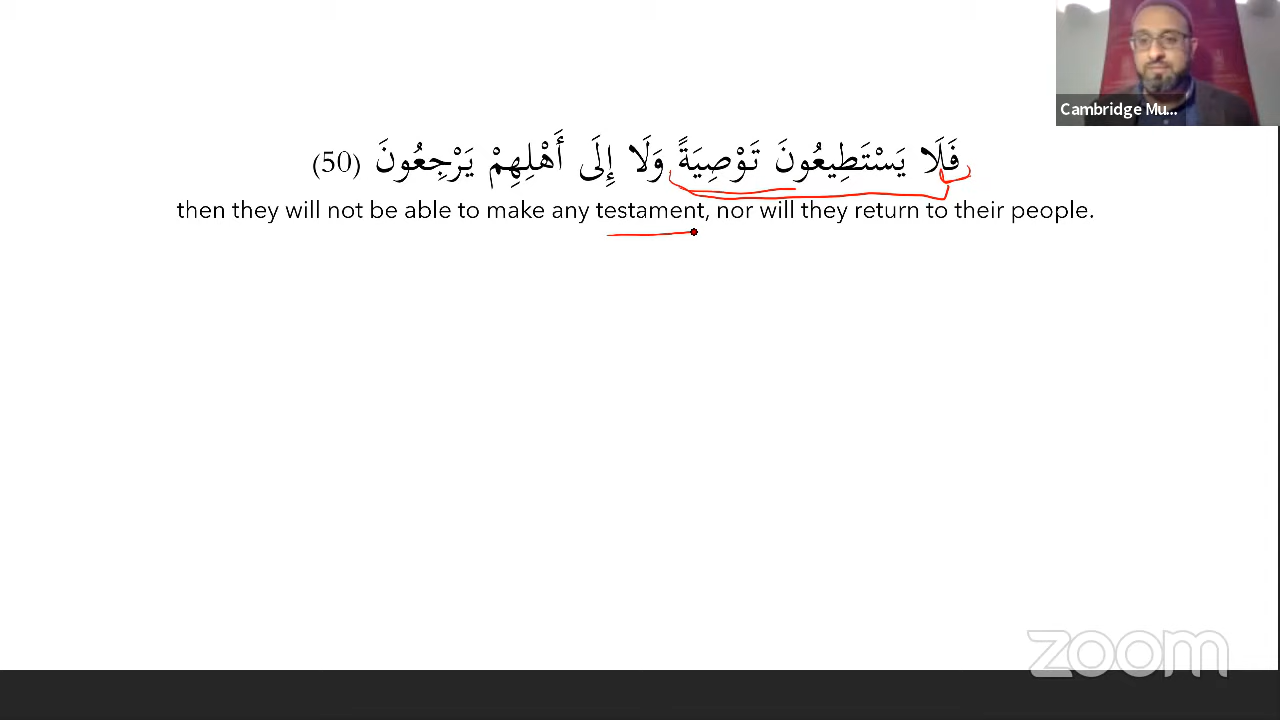 Cambridge Mu...
فَلَا يَسْتَطِيعُونَ تَوْصِيَةً وَلَا إِلَى أَهْلِهِمْ يَرْجِعُونَ (50)
then they will not be able to make any testament, nor will they return to their people.
zoom